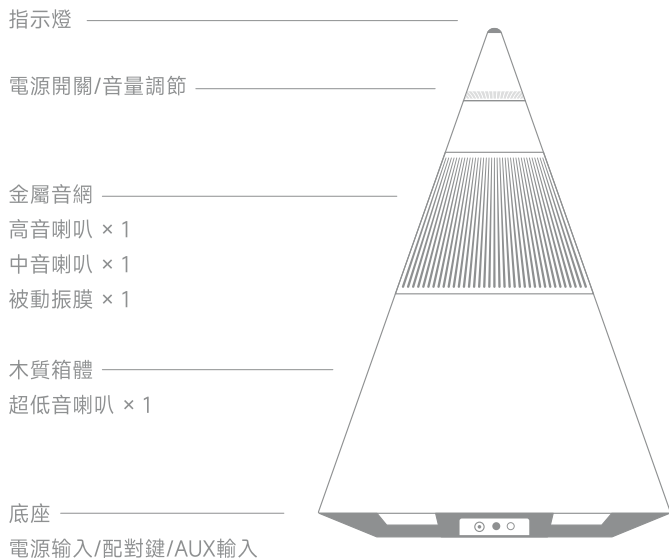 指示燈
電源開關/音量調節
金屬音網
高音喇叭 × 1
中音喇叭 × 1
被動振膜 × 1
木質箱體
超低音喇叭 × 1
底座
電源输入/配對鍵/AUX輸入